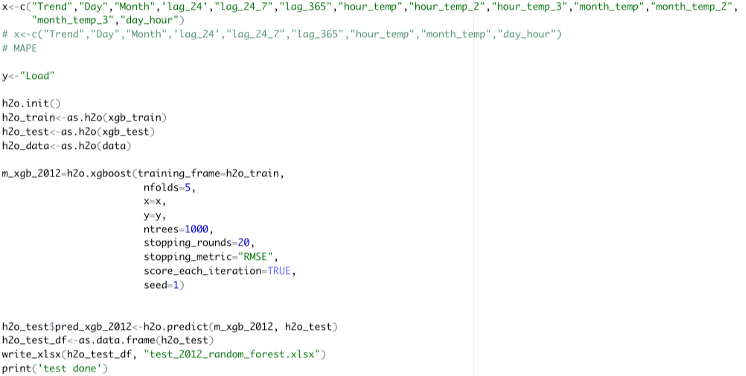 x<-c("Trend","Day","Month",'lag_24',"lag_24_7","lag_365","hour_temp","hour_temp_2","hour_temp_3","month_temp","month_temp_2",
"month_temp_3","day_hour")
# x<-c("Trend","Day","Month",'lag_24',"lag_24_7","lag_365","hour_temp","month_temp","day_hour")
# MAPE
y<-"Load"
h2o.init()
h2o_train<-as.h2o(xgb_train)
h2o_test<-as.h2o(xgb_test)
h2o_data<-as.h2o(data)
m_xgb_2012=h2o.xgboost(training_frame=h2o_train,
nfolds=5,
x=x,
y=y,
ntrees=1000,
stopping_rounds=20,
stopping_metric="RMSE",
score_each_iteration=TRUE,
seed=1)
h2o_test$pred_xgb_2012<-h2o.predict(m_xgb_2012, h2o_test)
h2o_test_df<-as.data.frame(h2o_test)
write_xlsx(h2o_test_df, "test_2012_random_forest.xlsx")
print('test done')